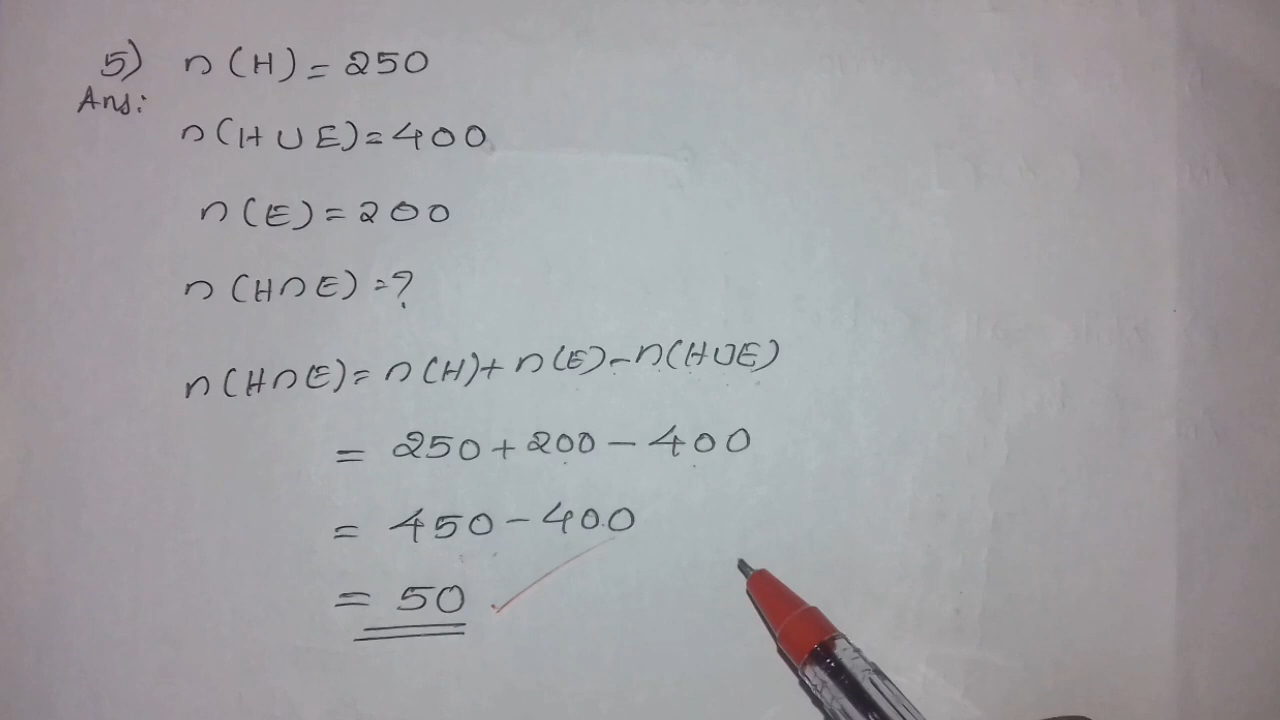 5) n(H)=250
Ans:
n(H∪E)=400
n(E)=200
n(H∩E)=?
n(H∩E)=n(H)+n(E)-n(H∪E)
= 250+200-400
= 450-400
= 50